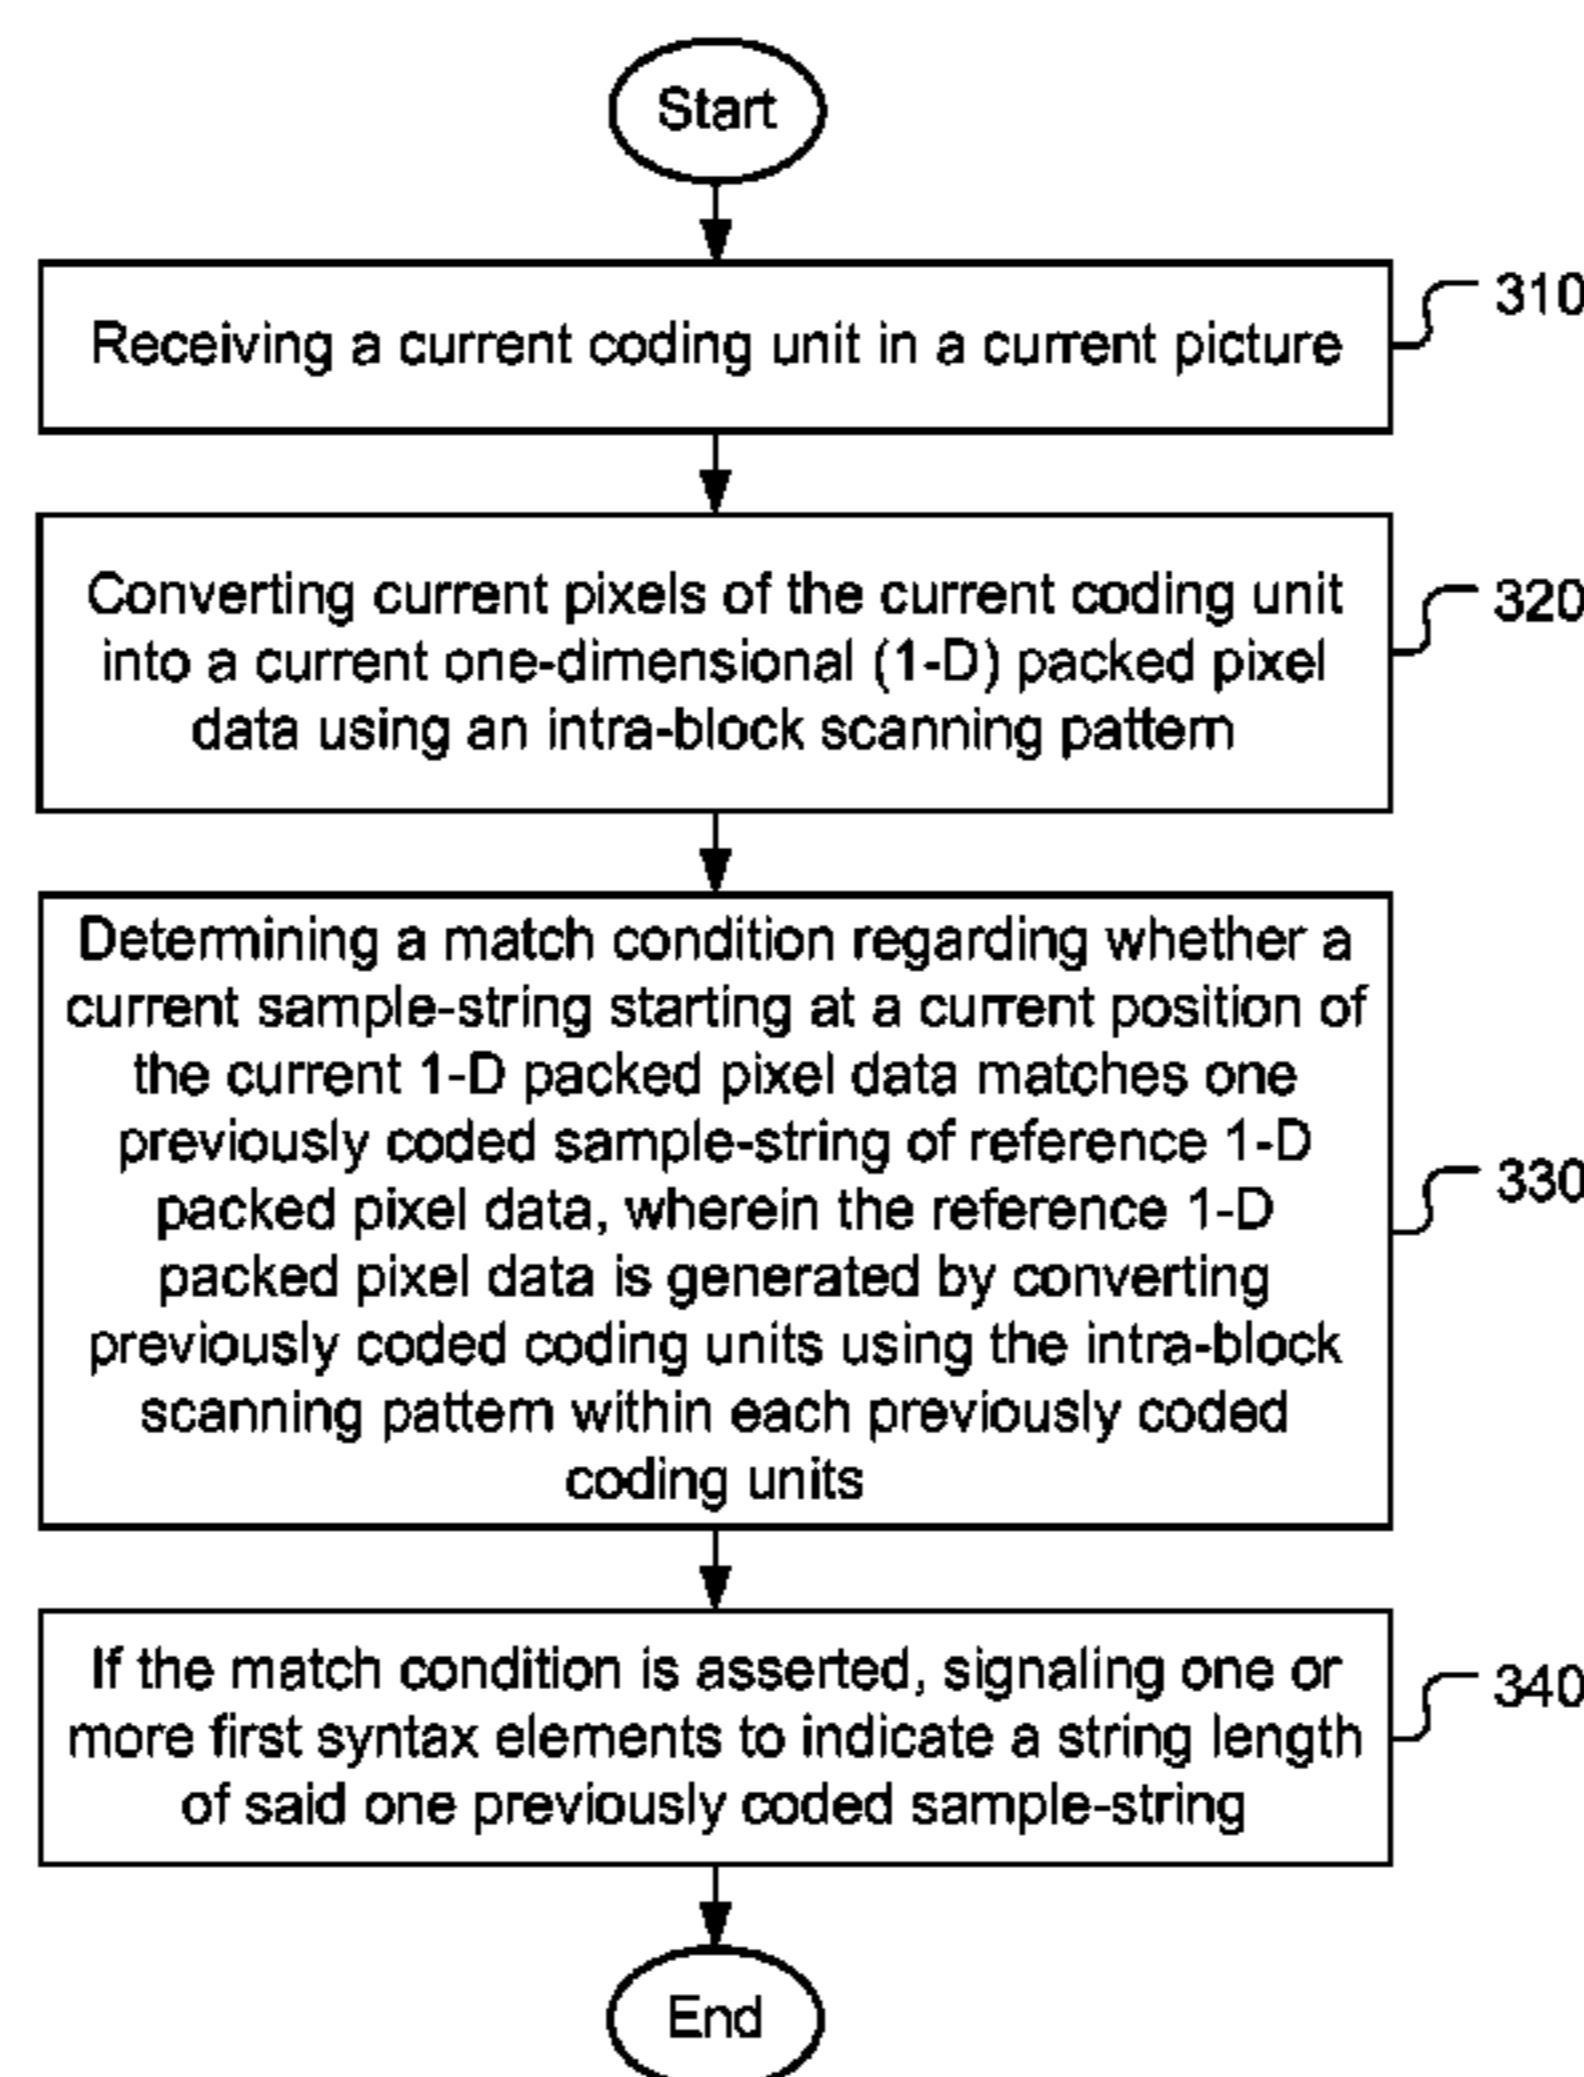 Start
Receiving a current coding unit in a current picture
310
Converting current pixels of the current coding unit
into a current one-dimensional (1-D) packed pixel
data using an intra-block scanning pattern
320
Determining a match condition regarding whether a
current sample-string starting at a current position of
the current 1-D packed pixel data matches one
previously coded sample-string of reference 1-D
packed pixel data, wherein the reference 1-D
packed pixel data is generated by converting
previously coded coding units using the intra-block
scanning pattern within each previously coded
coding units
330
If the match condition is asserted, signaling one or
more first syntax elements to indicate a string length
of said one previously coded sample-string
340
End